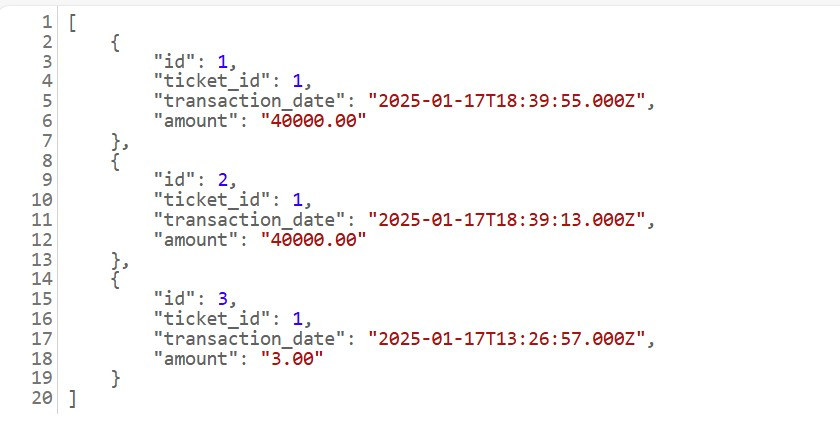 1 [
2     {
3         "id": 1,
4         "ticket_id": 1,
5         "transaction_date": "2025-01-17T18:39:55.000Z",
6         "amount": "40000.00"
7     },
8     {
9         "id": 2,
10         "ticket_id": 1,
11         "transaction_date": "2025-01-17T18:39:13.000Z",
12         "amount": "40000.00"
13     },
14     {
15         "id": 3,
16         "ticket_id": 1,
17         "transaction_date": "2025-01-17T13:26:57.000Z",
18         "amount": "3.00"
19     }
20 ]